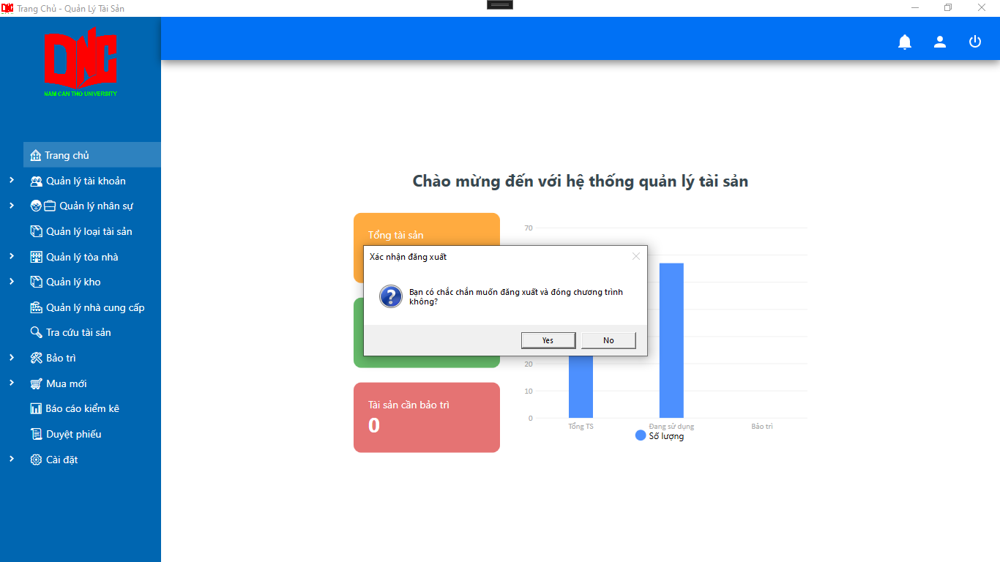 Trang Chủ - Quản Lý Tài Sản
DNC
NAM CAN THO UNIVERSITY
Trang chủ
Quản lý tài khoản
Quản lý nhân sự
Quản lý loại tài sản
Quản lý tòa nhà
Quản lý kho
Quản lý nhà cung cấp
Tra cứu tài sản
Bảo trì
Mua mới
Báo cáo kiểm kê
Duyệt phiếu
Cài đặt
Chào mừng đến với hệ thống quản lý tài sản
Tổng tài sản
Xác nhận đăng xuất
Bạn có chắc chắn muốn đăng xuất và đóng chương trình
không?
Yes
No
Tài sản cần bảo trì
0
70
20
10
0
Tổng TS
Đang sử dụng
Bảo trì
Số lượng